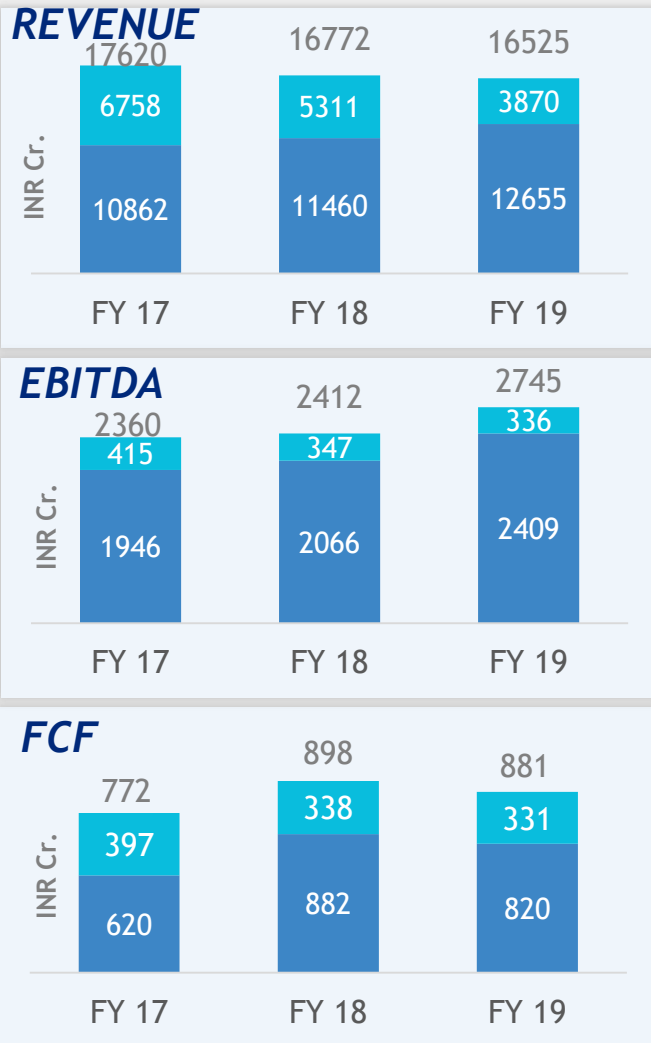 REVENUE
17620 16772 16525
6758 5311 3870
INR Cr.
10862 11460 12655
FY 17 FY 18 FY 19
EBITDA
2360 2412 2745
415 347 336
INR Cr.
1946 2066 2409
FY 17 FY 18 FY 19
FCF
772 898 881
397 338 331
INR Cr.
620 882 820
FY 17 FY 18 FY 19